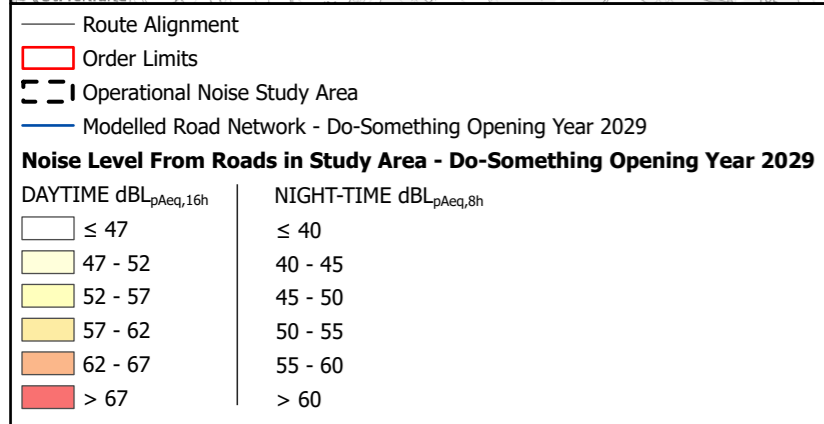 Route Alignment
Order Limits
Operational Noise Study Area
Modelled Road Network - Do-Something Opening Year 2029
Noise Level From Roads in Study Area - Do-Something Opening Year 2029
DAYTIME dBLpAeq,16h NIGHT-TIME dBLpAeq,8h
≤ 47 ≤ 40
47 - 52 40 - 45
52 - 57 45 - 50
57 - 62 50 - 55
62 - 67 55 - 60
> 67 > 60